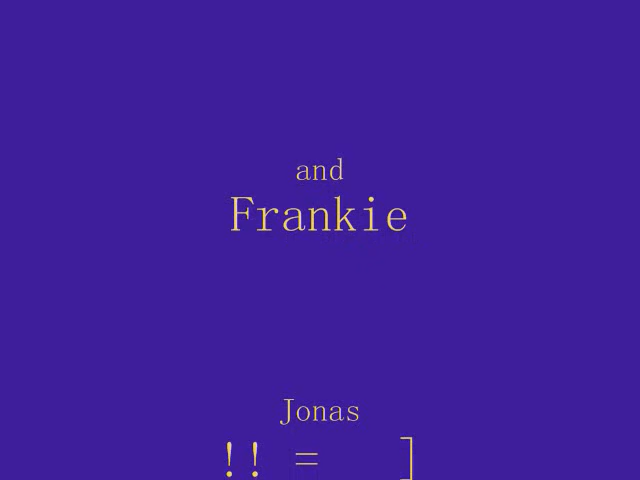 and
Frankie
Jonas
!! = ]